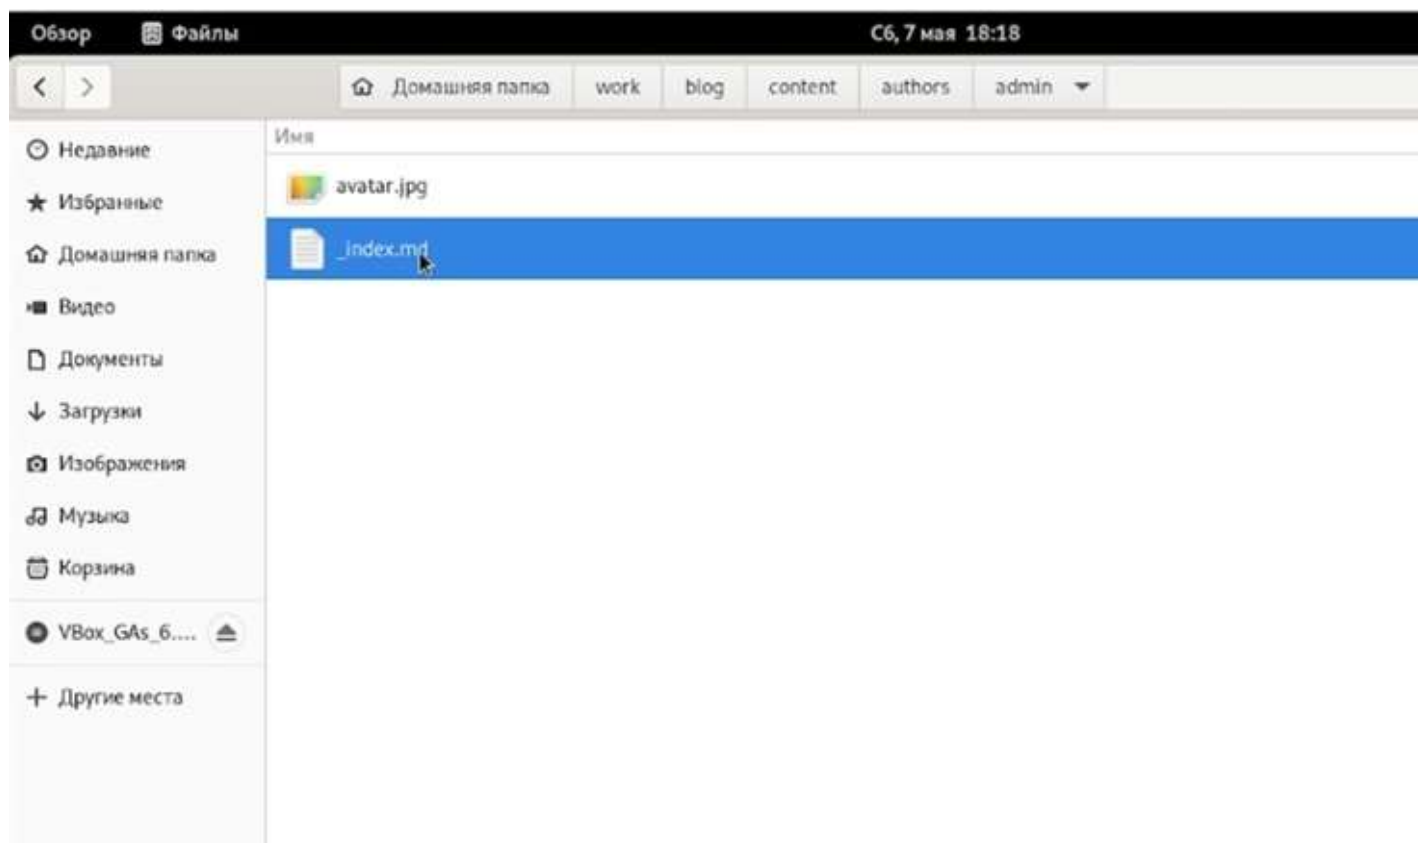 Обзор Файлы Сб, 7 мая 18:18
Домашняя папка work blog content authors admin
Имя
Недавние
avatar.jpg
Избранные
_index.md
Домашняя папка
Видео
Документы
Загрузки
Изображения
Музыка
Корзина
VBox_GAs_6....
Другие места